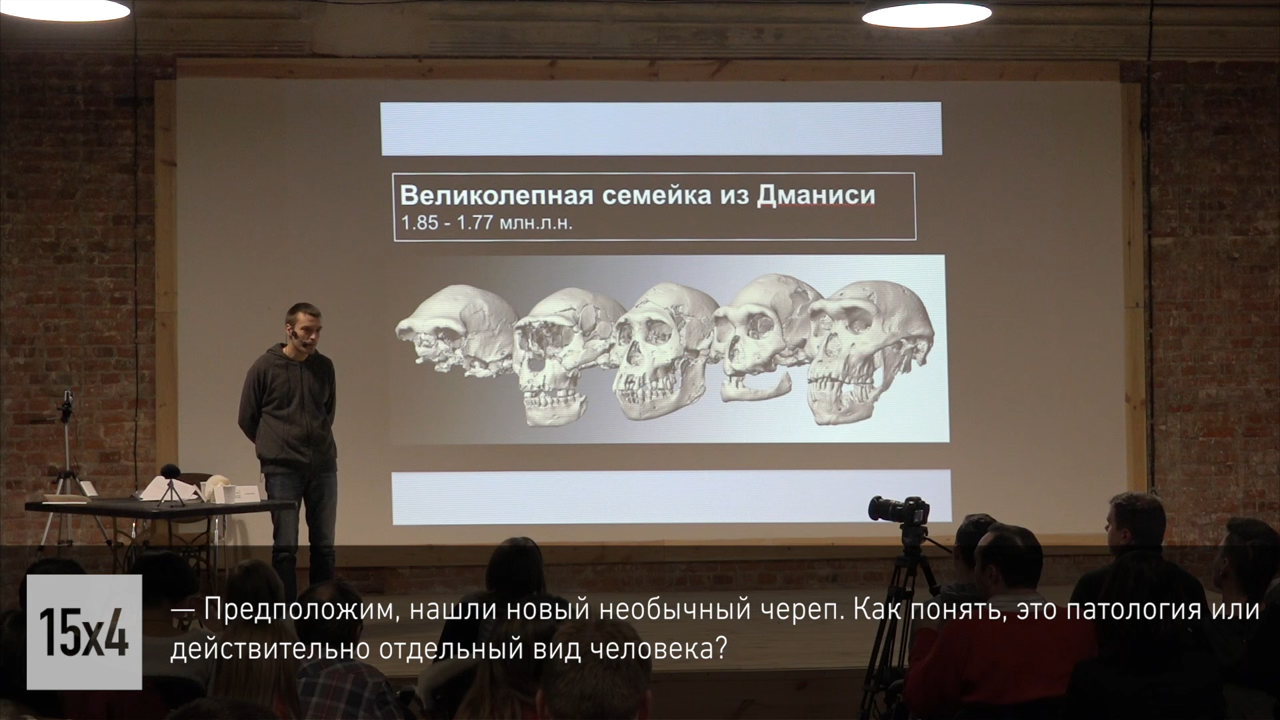 Великолепная семейка из Дманиси
1.85 - 1.77 млн.л.н.
15x4
— Предположим, нашли новый необычный череп. Как понять, это патология или
действительно отдельный вид человека?